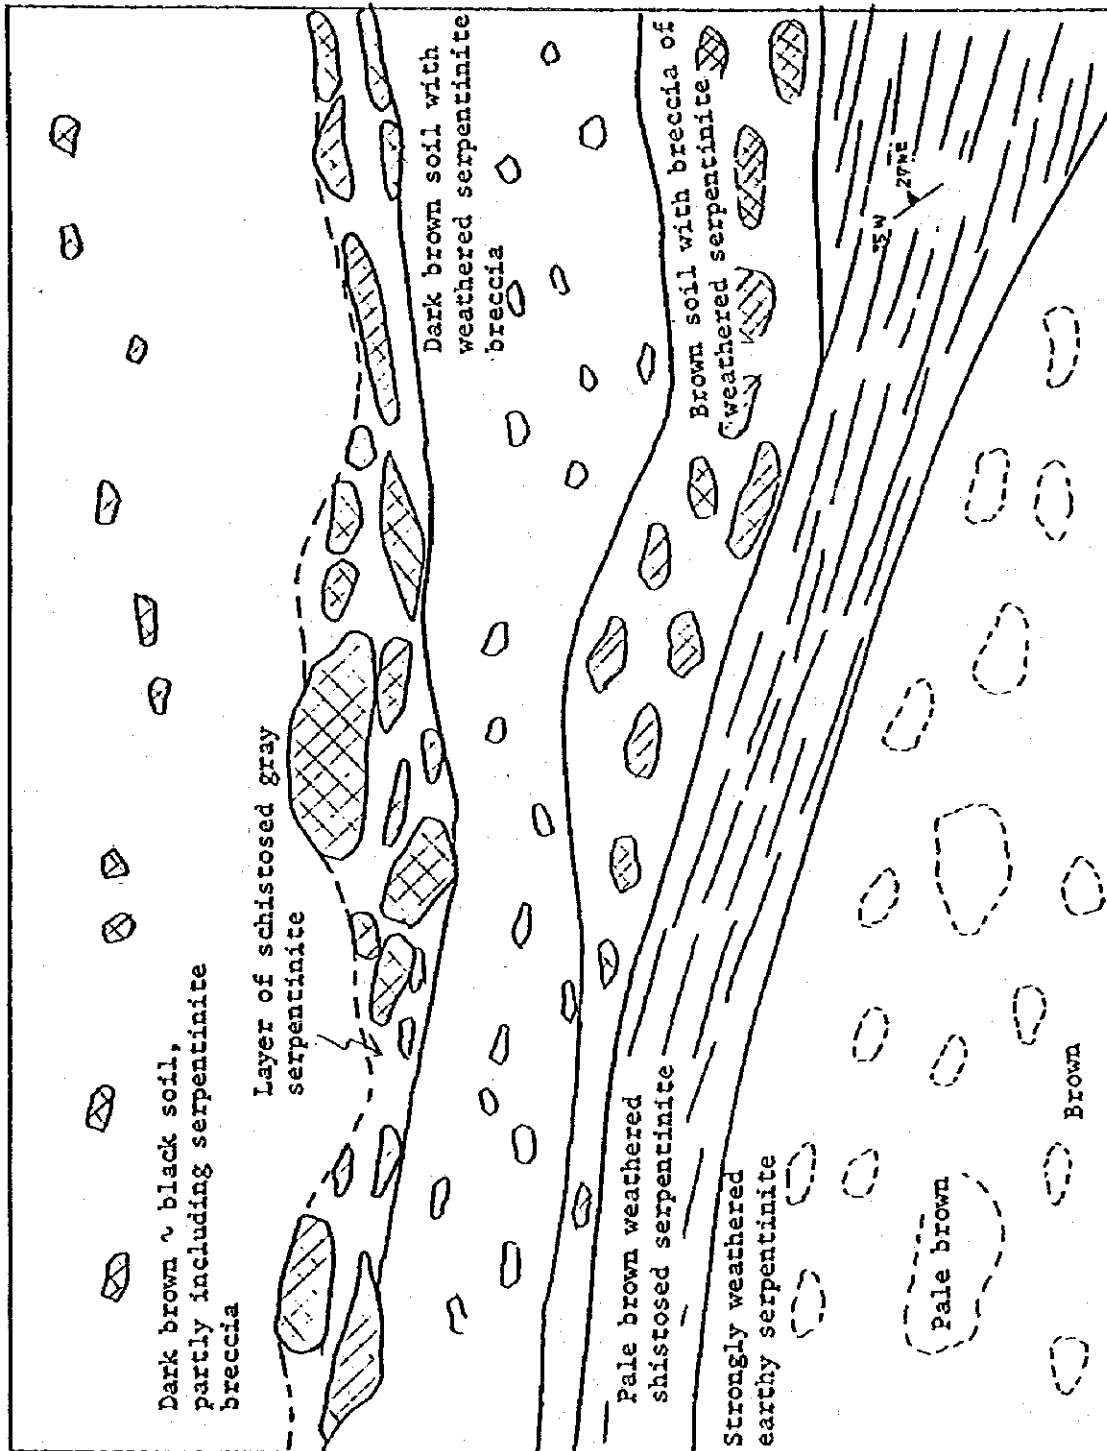 Dark brown ~ black soil,
partly including serpentinite
breccia
Layer of schistosed gray
serpentinite
Dark brown soil with
weathered serpentinite
breccia
Brown soil with breccia of
weathered serpentinite
Pale brown weathered
shistosed serpentinite
Strongly weathered
earthy serpentinite
Pale brown
Brown